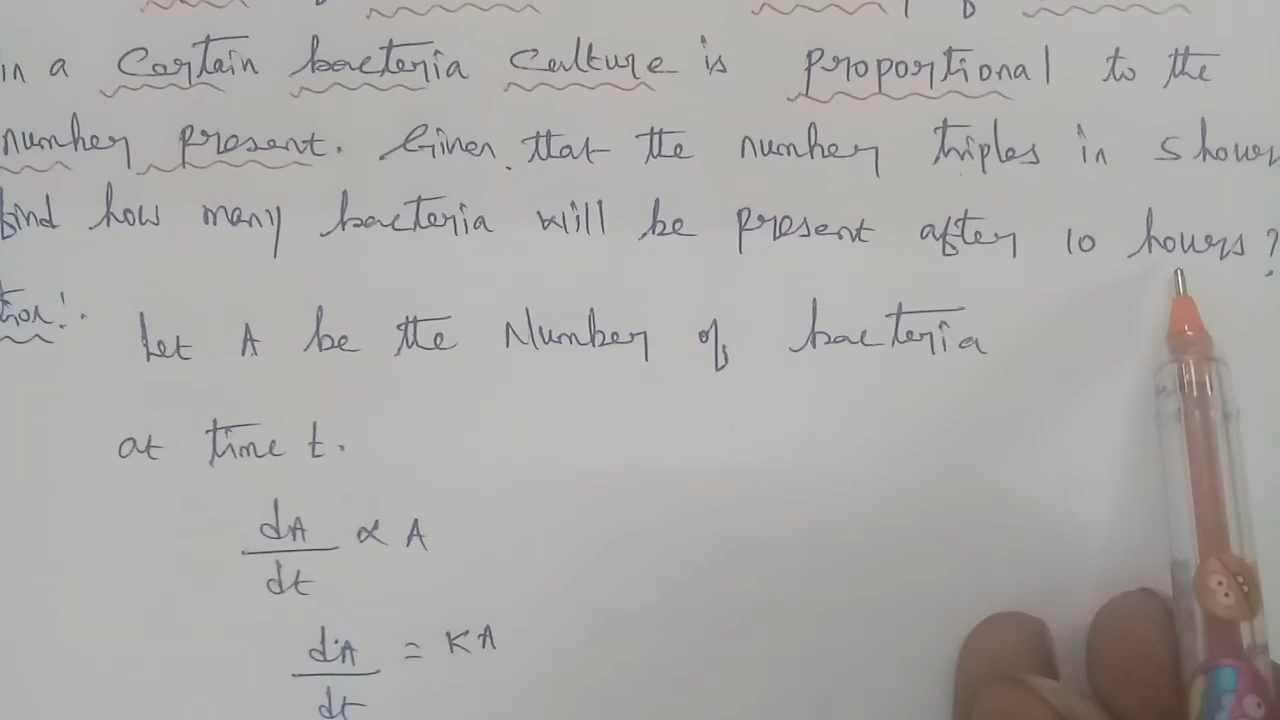 in a Certain bacteria Culture is proportional to the
number present. Given that the number triples in 5 hours
find how many bacteria will be present after 10 hours?
tion:.
Let A be the Number of bacteria
at time t.
dA/dt ∝ A
dA/dt = KA